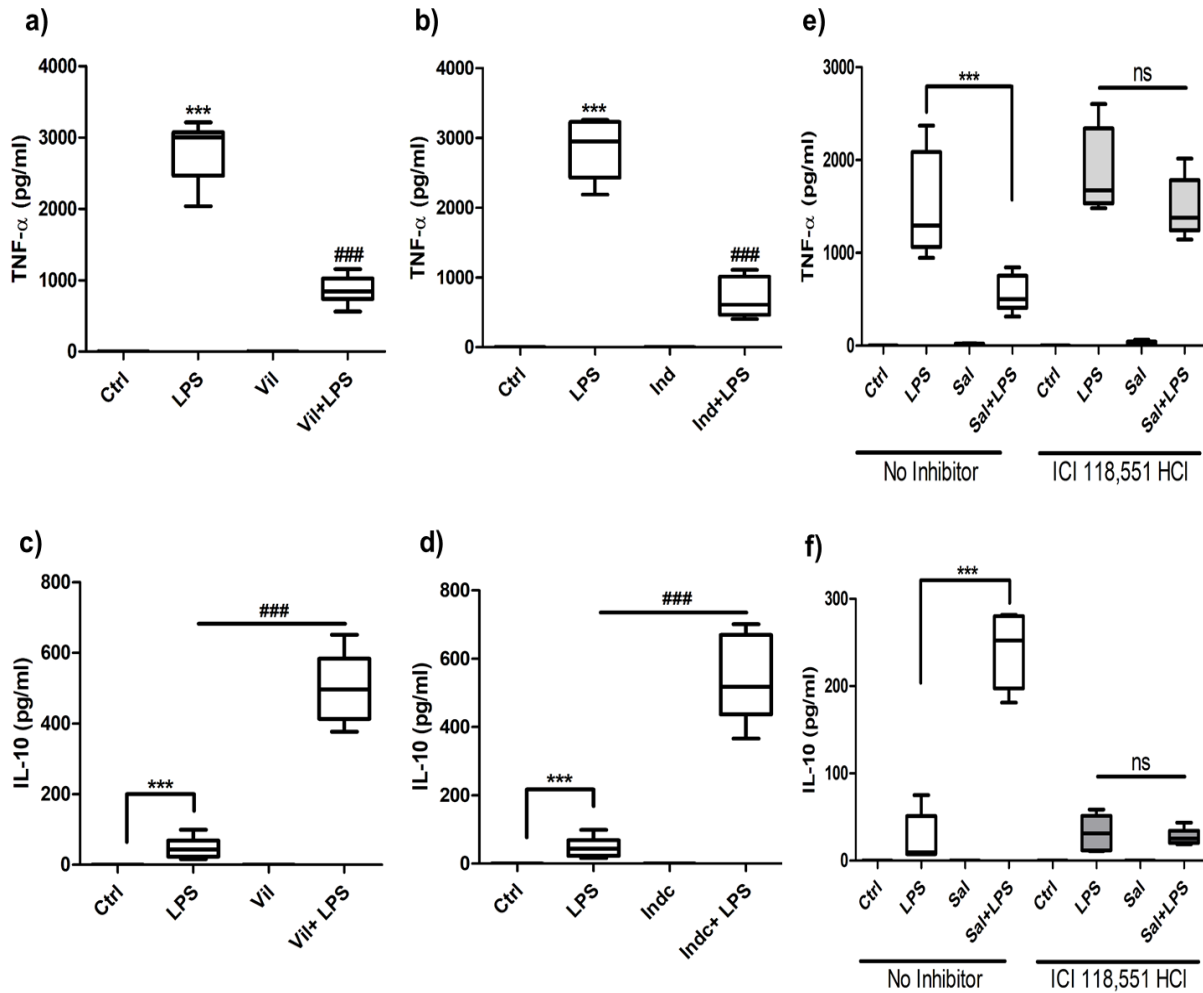 a)
TNF-α (pg/ml)
4000
3000
2000
1000
0
***
###
Ctrl
LPS
Vil
Vil+LPS
b)
TNF-α (pg/ml)
4000
3000
2000
1000
0
***
###
Ctrl
LPS
Ind
Ind+LPS
e)
TNF-α (pg/ml)
3000
2000
1000
0
***
ns
Ctrl
LPS
Sal
Sal+LPS
Ctrl
LPS
Sal
Sal+LPS
No Inhibitor
ICI 118,551 HCl
c)
IL-10 (pg/ml)
800
600
400
200
0
***
###
Ctrl
LPS
Vil
Vil+ LPS
d)
IL-10 (pg/ml)
800
600
400
200
0
***
###
Ctrl
LPS
Indc
Indc+ LPS
f)
IL-10 (pg/ml)
300
200
100
0
***
ns
Ctrl
LPS
Sal
Sal+LPS
Ctrl
LPS
Sal
Sal+LPS
No Inhibitor
ICI 118,551 HCl